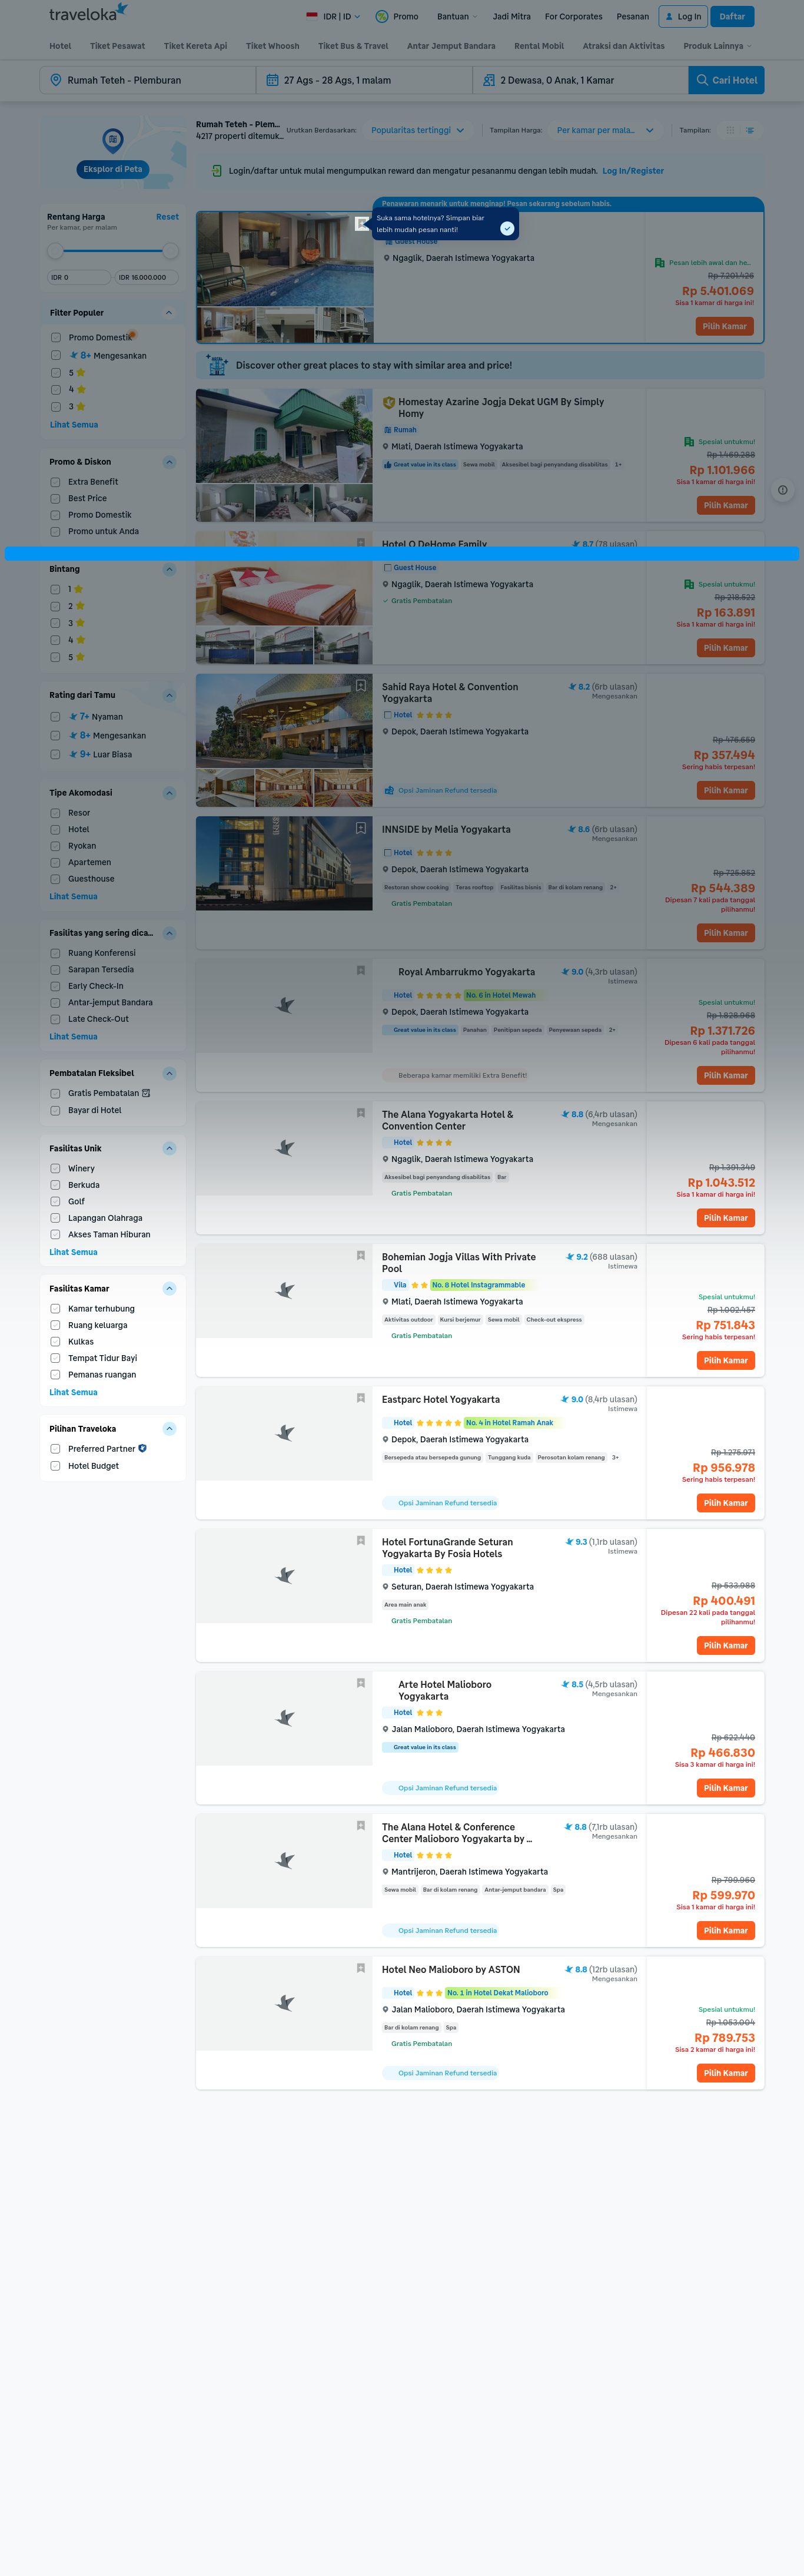 traveloka
IDR | ID
Promo
Bantuan
Jadi Mitra
For Corporates
Pesanan
Log In
Daftar
Hotel
Tiket Pesawat
Tiket Kereta Api
Tiket Whoosh
Tiket Bus & Travel
Antar Jemput Bandara
Rental Mobil
Atraksi dan Aktivitas
Produk Lainnya
Rumah Teteh - Plemburan
27 Ags - 28 Ags, 1 malam
2 Dewasa, 0 Anak, 1 Kamar
Cari Hotel
Eksplor di Peta
Rentang Harga
Reset
Per kamar, per malam
IDR 0
IDR 16.000.000
Filter Populer
Promo Domestik
8+ Mengesankan
5
4
3
Lihat Semua
Promo & Diskon
Extra Benefit
Best Price
Promo Domestik
Promo untuk Anda
Bintang
1
2
3
4
5
Rating dari Tamu
7+ Nyaman
8+ Mengesankan
9+ Luar Biasa
Tipe Akomodasi
Resor
Hotel
Ryokan
Apartemen
Guesthouse
Lihat Semua
Fasilitas yang sering dica...
Ruang Konferensi
Sarapan Tersedia
Early Check-In
Antar-jemput Bandara
Late Check-Out
Lihat Semua
Pembatalan Fleksibel
Gratis Pembatalan
Bayar di Hotel
Fasilitas Unik
Winery
Berkuda
Golf
Lapangan Olahraga
Akses Taman Hiburan
Lihat Semua
Fasilitas Kamar
Kamar terhubung
Ruang keluarga
Kulkas
Tempat Tidur Bayi
Pemanas ruangan
Lihat Semua
Pilihan Traveloka
Preferred Partner
Hotel Budget
Rumah Teteh - Plem...
4217 properti ditemuk...
Urutkan Berdasarkan:
Popularitas tertinggi
Tampilan Harga:
Per kamar per mala...
Tampilan:
Login/daftar untuk mulai mengumpulkan reward dan mengatur pesananmu dengan lebih mudah. Log In/Register
Penawaran menarik untuk menginap! Pesan sekarang sebelum habis.
Suka sama hotelnya? Simpan biar
lebih mudah pesan nanti!
Guest House
Ngaglik, Daerah Istimewa Yogyakarta
Pesan lebih awal dan he...
Rp 7.201.426
Rp 5.401.069
Sisa 1 kamar di harga ini!
Pilih Kamar
Discover other great places to stay with similar area and price!
Homestay Azarine Jogja Dekat UGM By Simply
Homy
Rumah
Mlati, Daerah Istimewa Yogyakarta
Great value in its class
Sewa mobil
Aksesibel bagi penyandang disabilitas
1+
Spesial untukmu!
Rp 1.469.288
Rp 1.101.966
Sisa 1 kamar di harga ini!
Pilih Kamar
Hotel O DeHome Family
8.7 (78 ulasan)
Guest House
Ngaglik, Daerah Istimewa Yogyakarta
Gratis Pembatalan
Spesial untukmu!
Rp 218.522
Rp 163.891
Sisa 1 kamar di harga ini!
Pilih Kamar
Sahid Raya Hotel & Convention
Yogyakarta
8.2 (6rb ulasan)
Mengesankan
Hotel
Depok, Daerah Istimewa Yogyakarta
Opsi Jaminan Refund tersedia
Rp 476.659
Rp 357.494
Sering habis terpesan!
Pilih Kamar
INNSIDE by Melia Yogyakarta
8.6 (6rb ulasan)
Mengesankan
Hotel
Depok, Daerah Istimewa Yogyakarta
Restoran show cooking
Teras rooftop
Fasilitas bisnis
Bar di kolam renang
2+
Gratis Pembatalan
Rp 725.852
Rp 544.389
Dipesan 7 kali pada tanggal
pilihanmu!
Pilih Kamar
Royal Ambarrukmo Yogyakarta
9.0 (4,3rb ulasan)
Istimewa
Hotel
No. 6 in Hotel Mewah
Depok, Daerah Istimewa Yogyakarta
Great value in its class
Panahan
Penitipan sepeda
Penyewaan sepeda
2+
Beberapa kamar memiliki Extra Benefit!
Spesial untukmu!
Rp 1.828.968
Rp 1.371.726
Dipesan 6 kali pada tanggal
pilihanmu!
Pilih Kamar
The Alana Yogyakarta Hotel &
Convention Center
8.8 (6,4rb ulasan)
Mengesankan
Hotel
Ngaglik, Daerah Istimewa Yogyakarta
Aksesibel bagi penyandang disabilitas
Bar
Gratis Pembatalan
Rp 1.391.349
Rp 1.043.512
Sisa 1 kamar di harga ini!
Pilih Kamar
Bohemian Jogja Villas With Private
Pool
9.2 (688 ulasan)
Istimewa
Vila
No. 8 Hotel Instagrammable
Mlati, Daerah Istimewa Yogyakarta
Aktivitas outdoor
Kursi berjemur
Sewa mobil
Check-out ekspress
Gratis Pembatalan
Spesial untukmu!
Rp 1.002.457
Rp 751.843
Sering habis terpesan!
Pilih Kamar
Eastparc Hotel Yogyakarta
9.0 (8,4rb ulasan)
Istimewa
Hotel
No. 4 in Hotel Ramah Anak
Depok, Daerah Istimewa Yogyakarta
Bersepeda atau bersepeda gunung
Tunggang kuda
Perosotan kolam renang
3+
Opsi Jaminan Refund tersedia
Rp 1.275.971
Rp 956.978
Sering habis terpesan!
Pilih Kamar
Hotel FortunaGrande Seturan
Yogyakarta By Fosia Hotels
9.3 (1,1rb ulasan)
Istimewa
Hotel
Seturan, Daerah Istimewa Yogyakarta
Area main anak
Gratis Pembatalan
Rp 533.988
Rp 400.491
Dipesan 22 kali pada tanggal
pilihanmu!
Pilih Kamar
Arte Hotel Malioboro
Yogyakarta
8.5 (4,5rb ulasan)
Mengesankan
Hotel
Jalan Malioboro, Daerah Istimewa Yogyakarta
Great value in its class
Opsi Jaminan Refund tersedia
Rp 622.440
Rp 466.830
Sisa 3 kamar di harga ini!
Pilih Kamar
The Alana Hotel & Conference
Center Malioboro Yogyakarta by ...
8.8 (7,1rb ulasan)
Mengesankan
Hotel
Mantrijeron, Daerah Istimewa Yogyakarta
Sewa mobil
Bar di kolam renang
Antar-jemput bandara
Spa
Opsi Jaminan Refund tersedia
Rp 799.960
Rp 599.970
Sisa 1 kamar di harga ini!
Pilih Kamar
Hotel Neo Malioboro by ASTON
8.8 (12rb ulasan)
Mengesankan
Hotel
No. 1 in Hotel Dekat Malioboro
Jalan Malioboro, Daerah Istimewa Yogyakarta
Bar di kolam renang
Spa
Gratis Pembatalan
Opsi Jaminan Refund tersedia
Spesial untukmu!
Rp 1.053.004
Rp 789.753
Sisa 2 kamar di harga ini!
Pilih Kamar